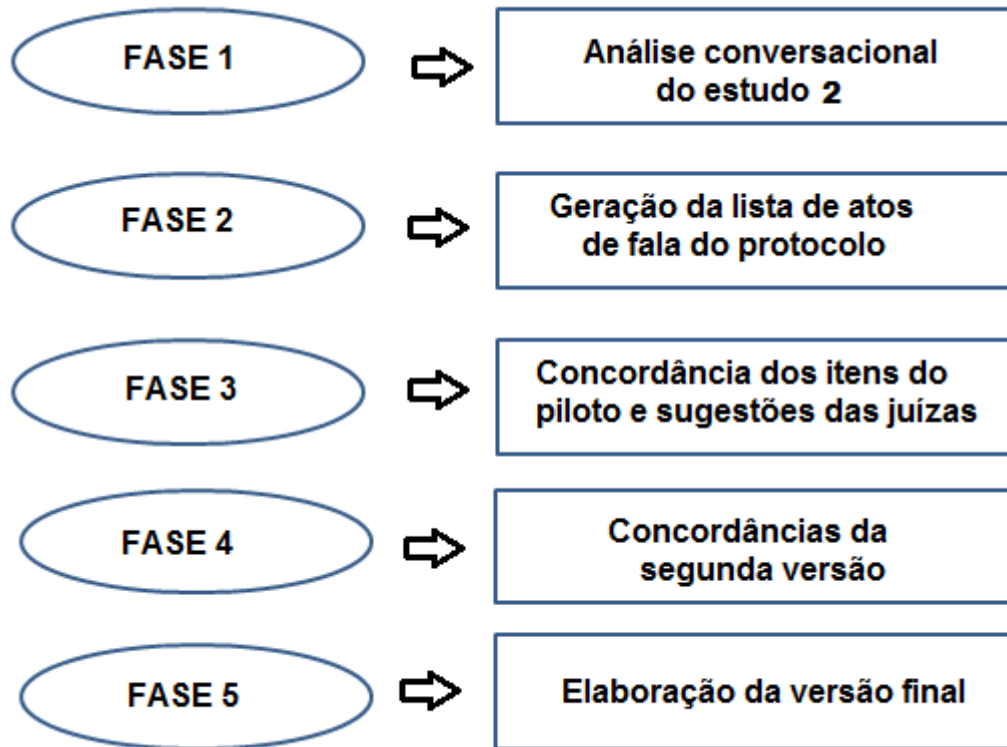 FASE 1
Análise conversacional
do estudo 2
FASE 2
Geração da lista de atos
de fala do protocolo
FASE 3
Concordância dos itens do
piloto e sugestões das juízas
FASE 4
Concordâncias da
segunda versão
FASE 5
Elaboração da versão final